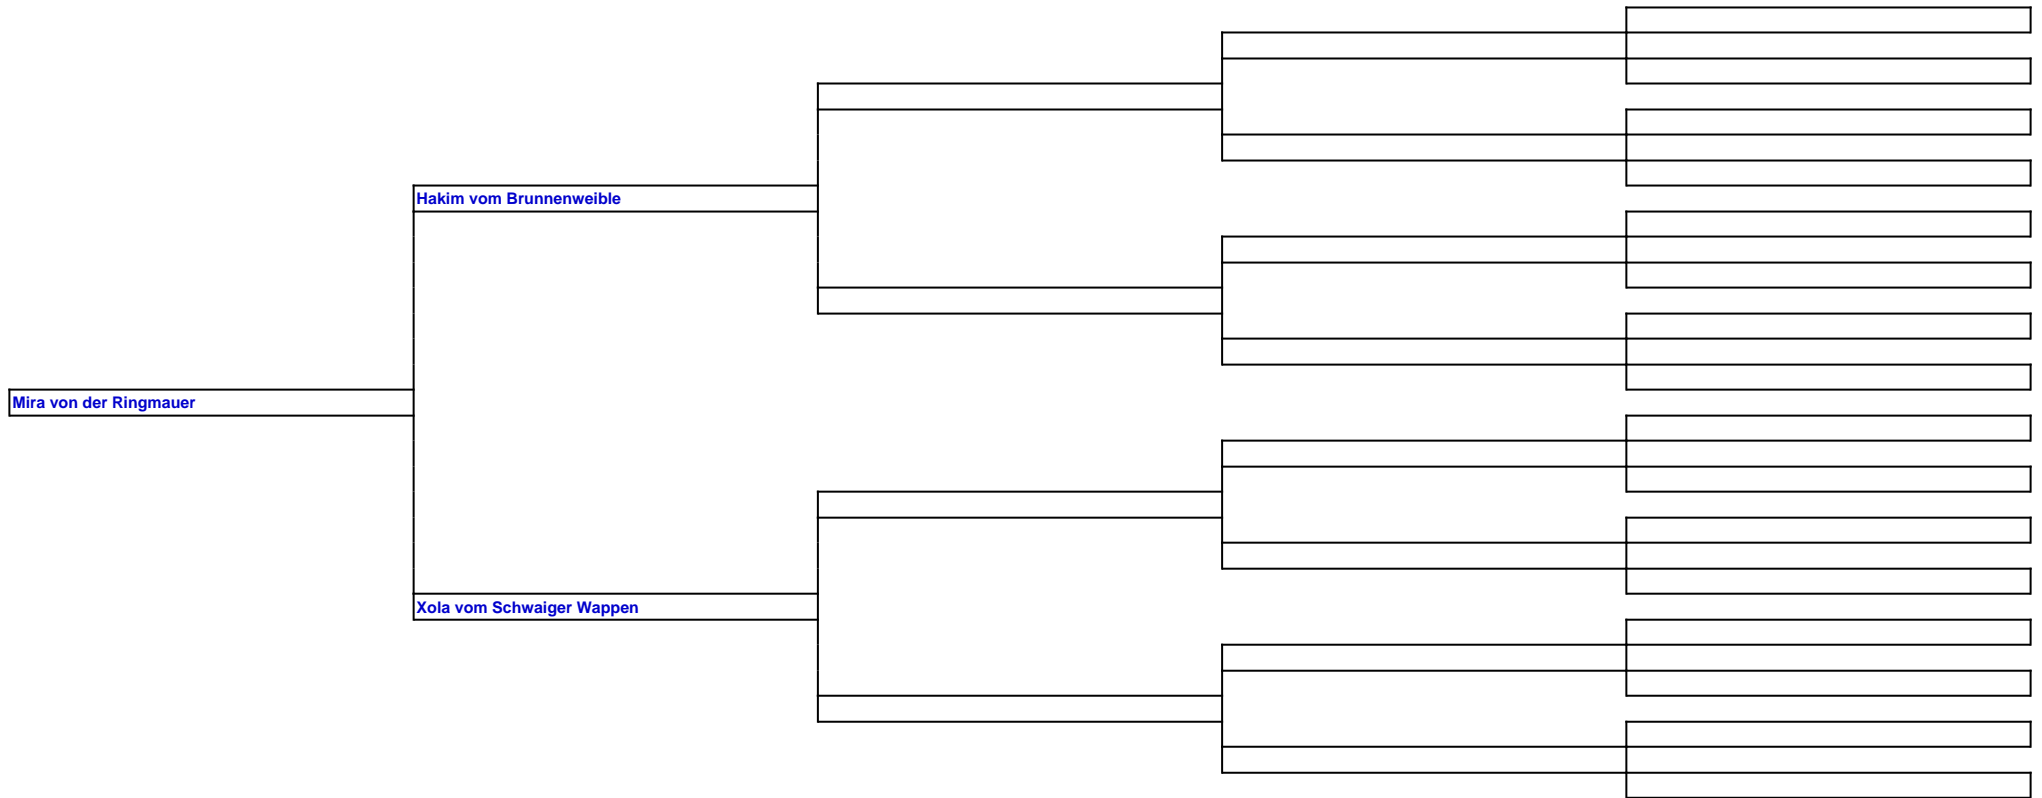 Hakim vom Brunnenweible
Mira von der Ringmauer
Xola vom Schwaiger Wappen